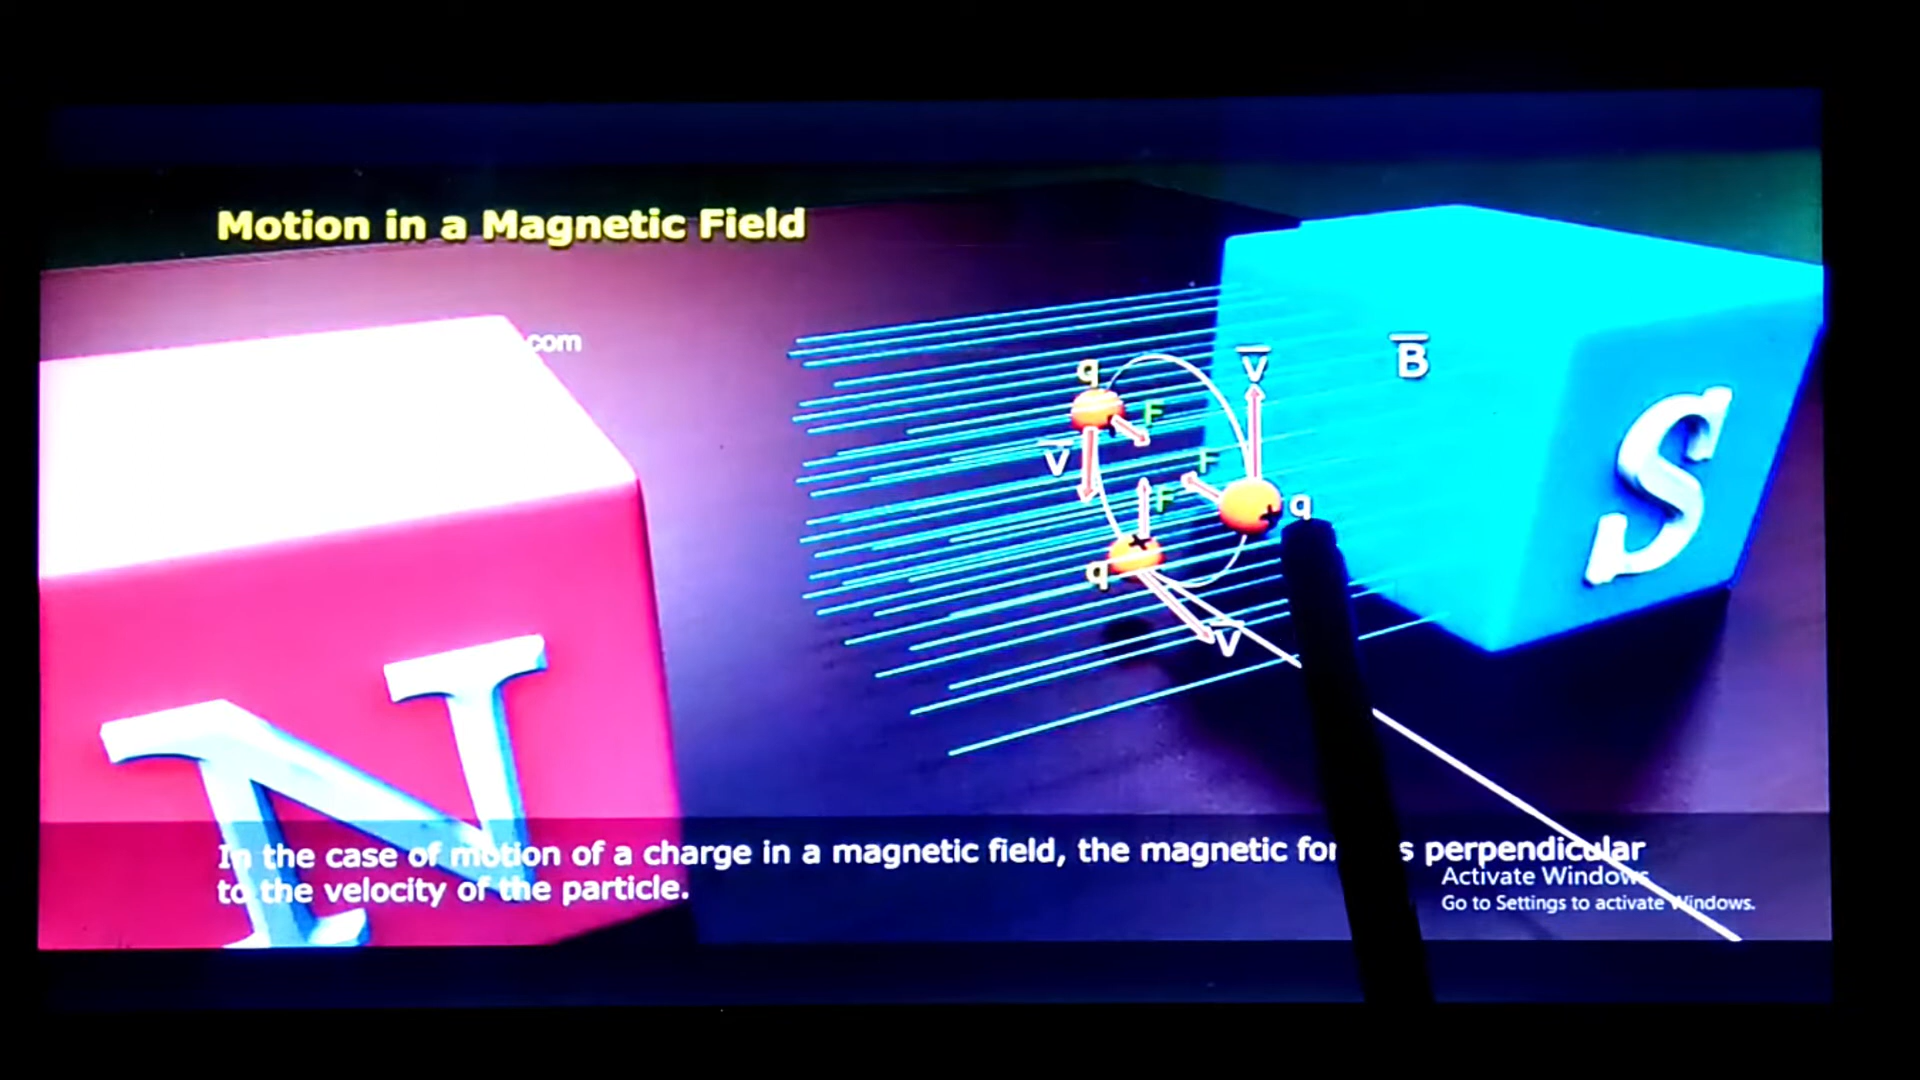 Motion in a Magnetic Field
com
B
q
V
F
V
F
q
F
q
V
S
N
In the case of motion of a charge in a magnetic field, the magnetic for s perpendicular
to the velocity of the particle.
Activate Windows
Go to Settings to activate Windows.